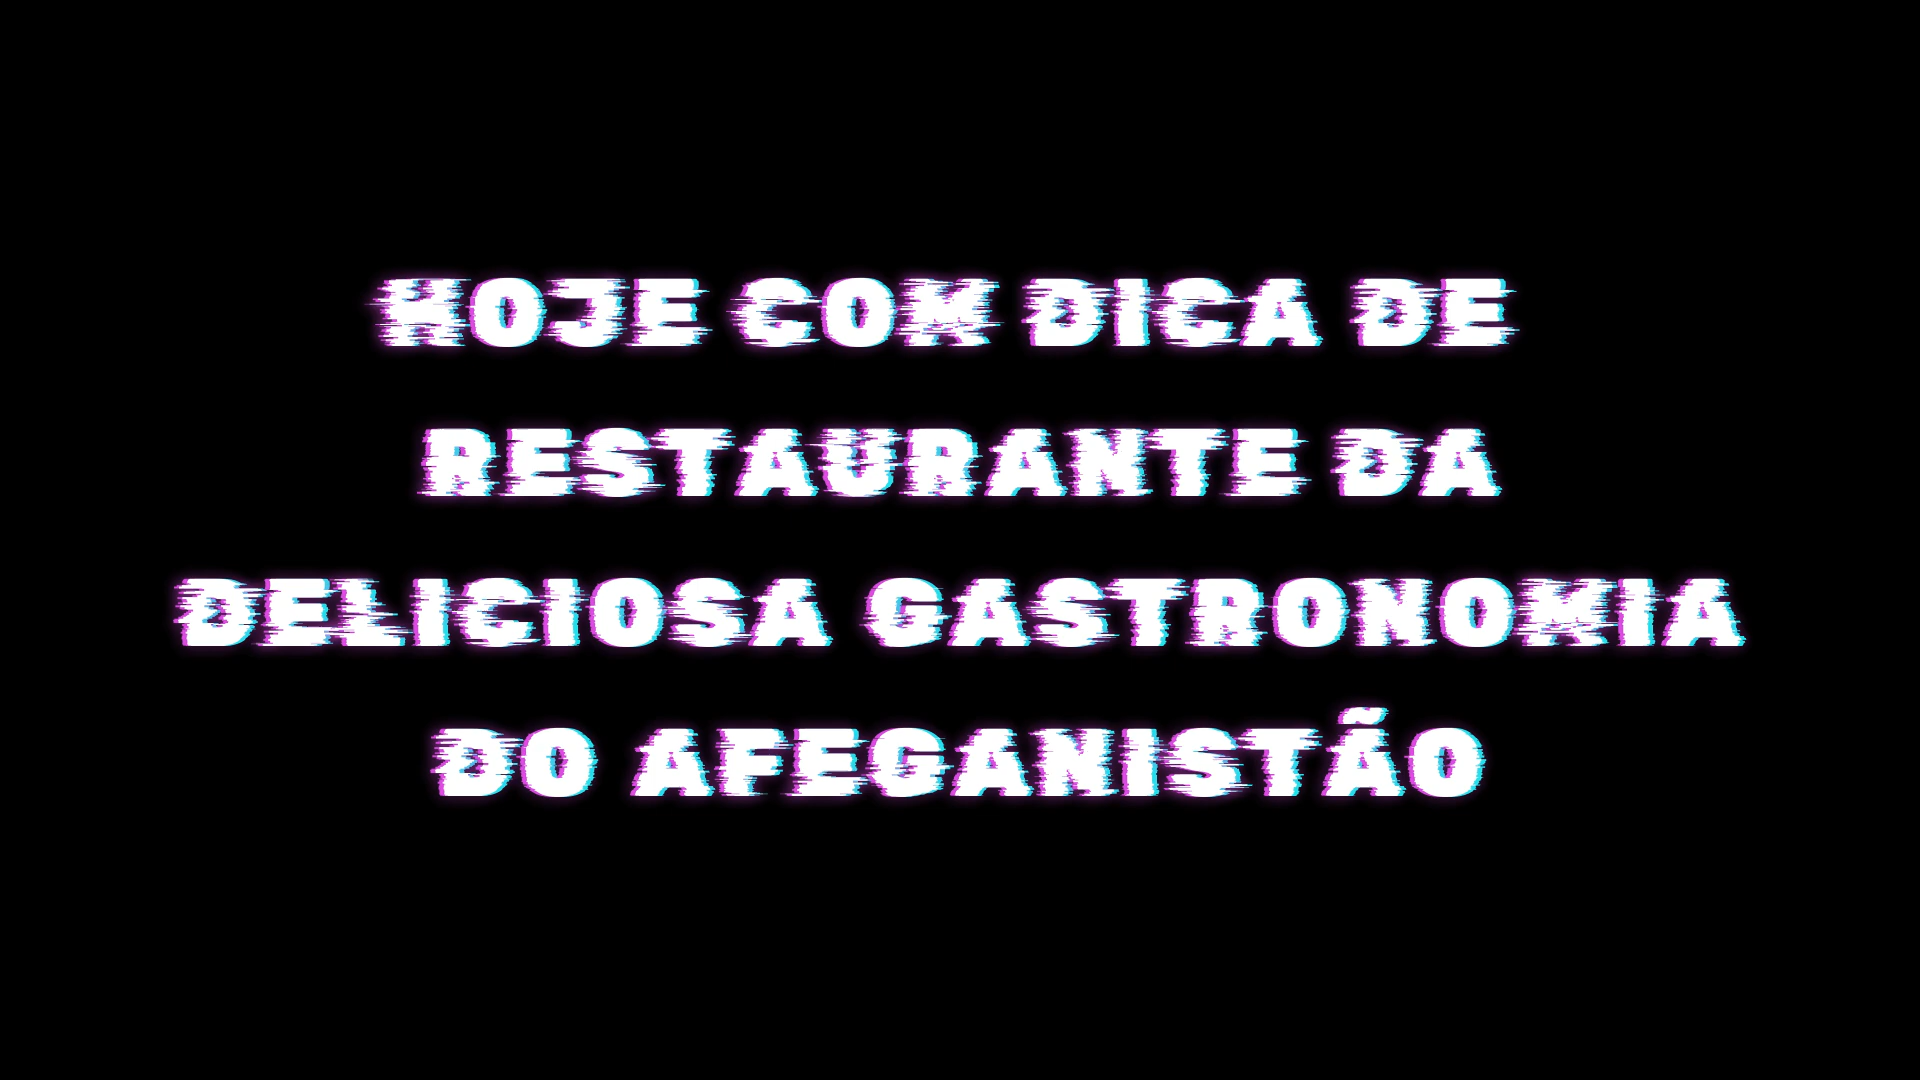 HOJE COM DICA DE
RESTAURANTE DA
DELICIOSA GASTRONOMIA
DO AFEGANISTÃO